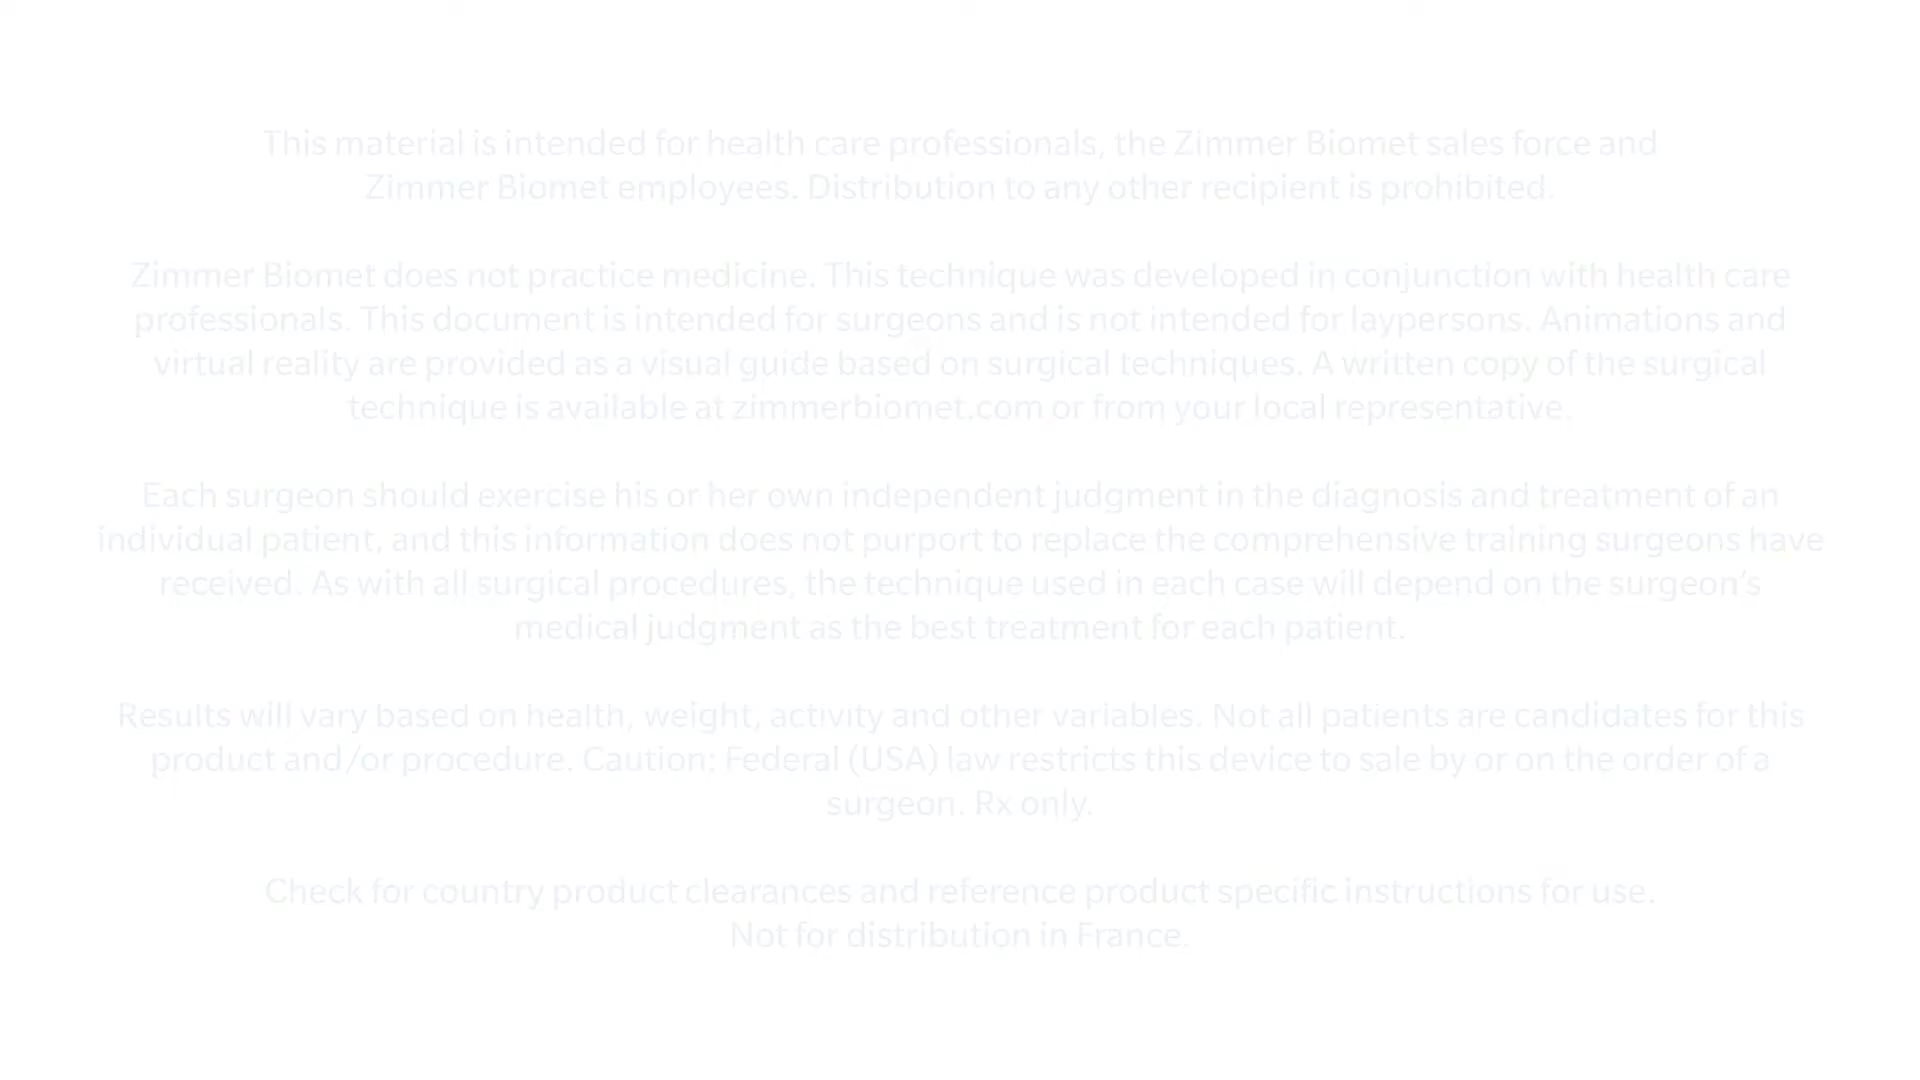 This material is intended for health care professionals, the Zimmer Biomet sales force and
Zimmer Biomet employees. Distribution to any other recipient is prohibited.
Zimmer Biomet does not practice medicine. This technique was developed in conjunction with health care
professionals. This document is intended for surgeons and is not intended for laypersons. Animations and
virtual reality are provided as a visual guide based on surgical techniques. A written copy of the surgical
technique is available at zimmerbiomet.com or from your local representative.
Each surgeon should exercise his or her own independent judgment in the diagnosis and treatment of an
individual patient, and this information does not purport to replace the comprehensive training surgeons have
received. As with all surgical procedures, the technique used in each case will depend on the surgeon’s
medical judgment as the best treatment for each patient.
Results will vary based on health, weight, activity and other variables. Not all patients are candidates for this
product and/or procedure. Caution: Federal (USA) law restricts this device to sale by or on the order of a
surgeon. Rx only.
Check for country product clearances and reference product specific instructions for use.
Not for distribution in France.